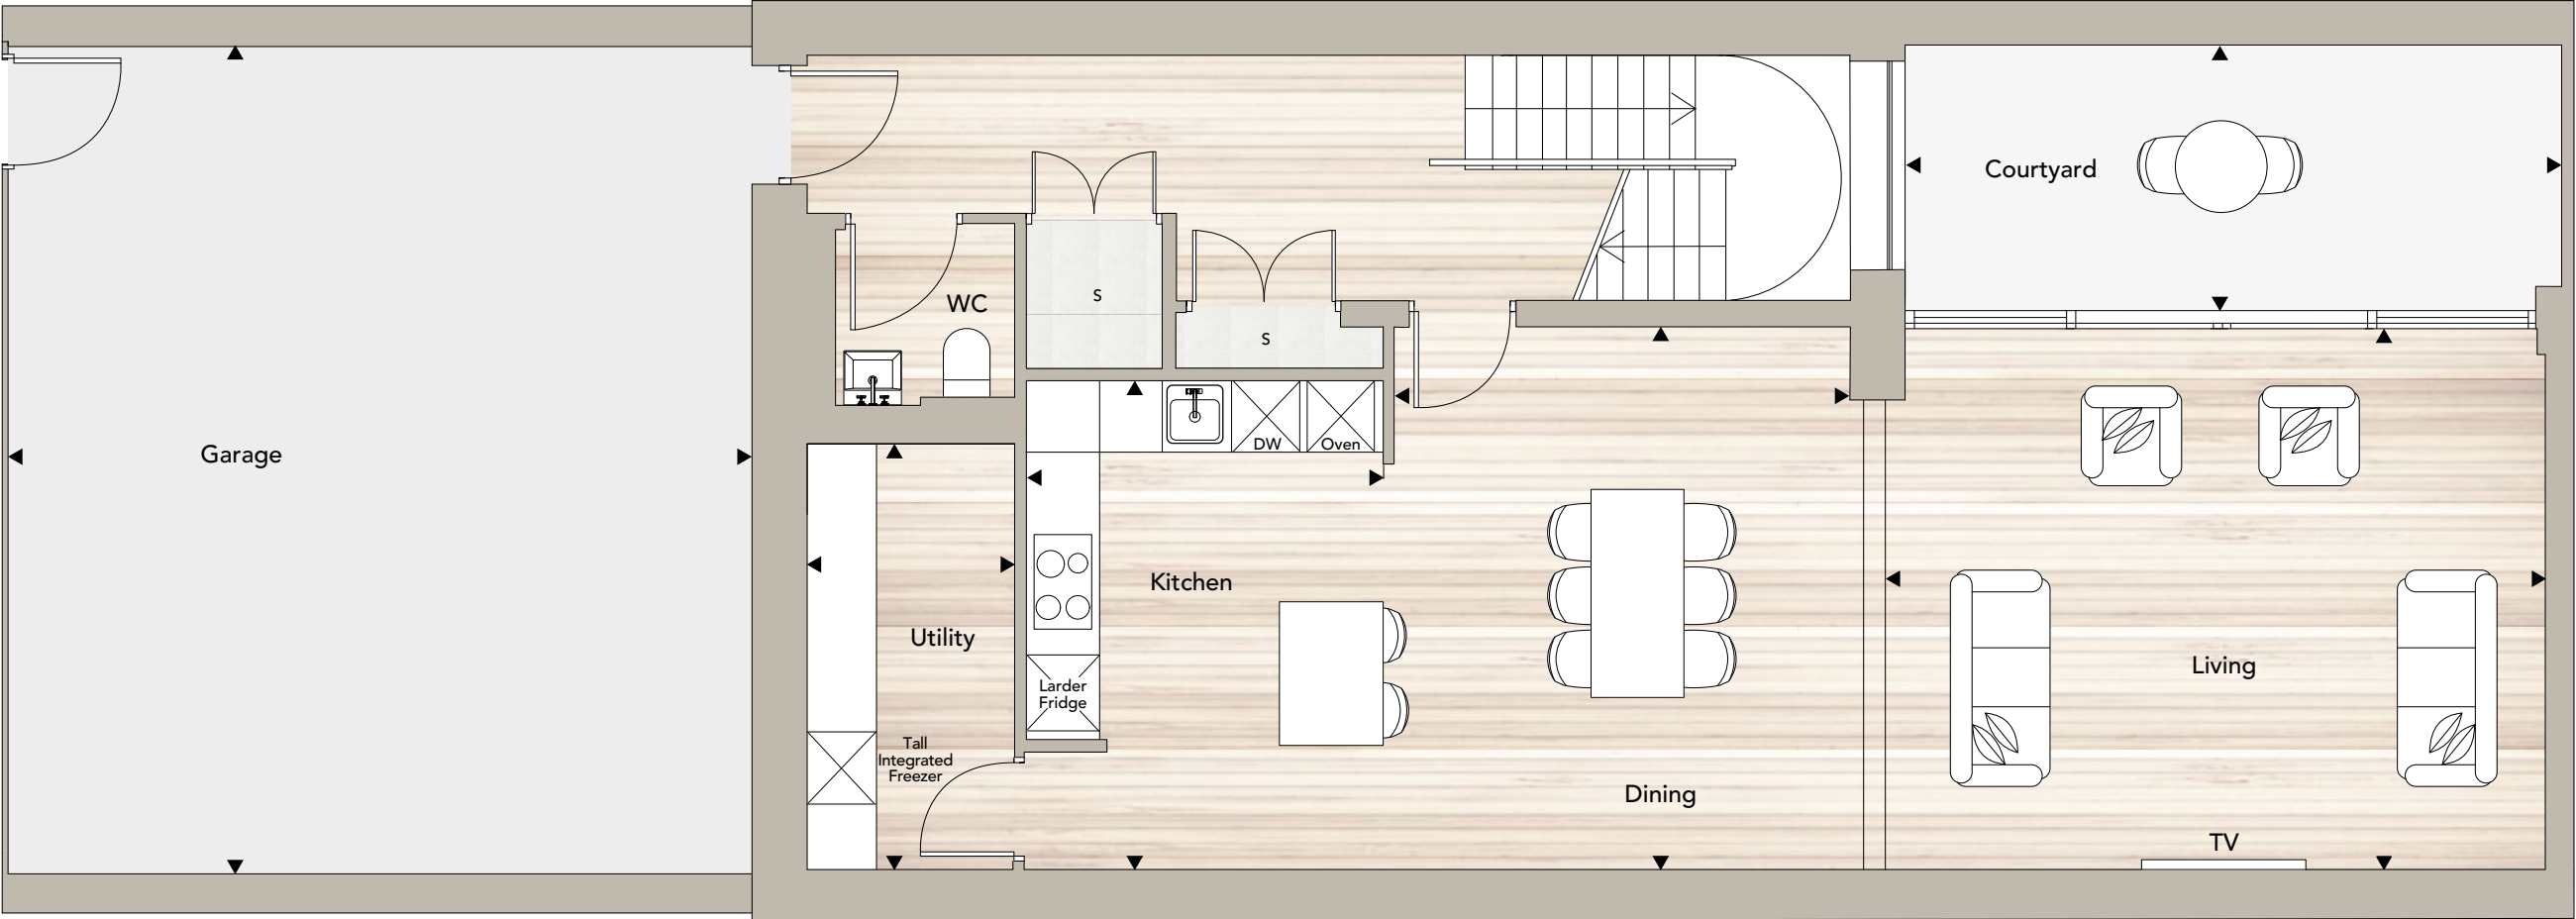 Courtyard
WC
S
S
DW
Oven
Garage
Kitchen
Utility
Living
Larder
Fridge
Tall
Integrated
Freezer
Dining
TV